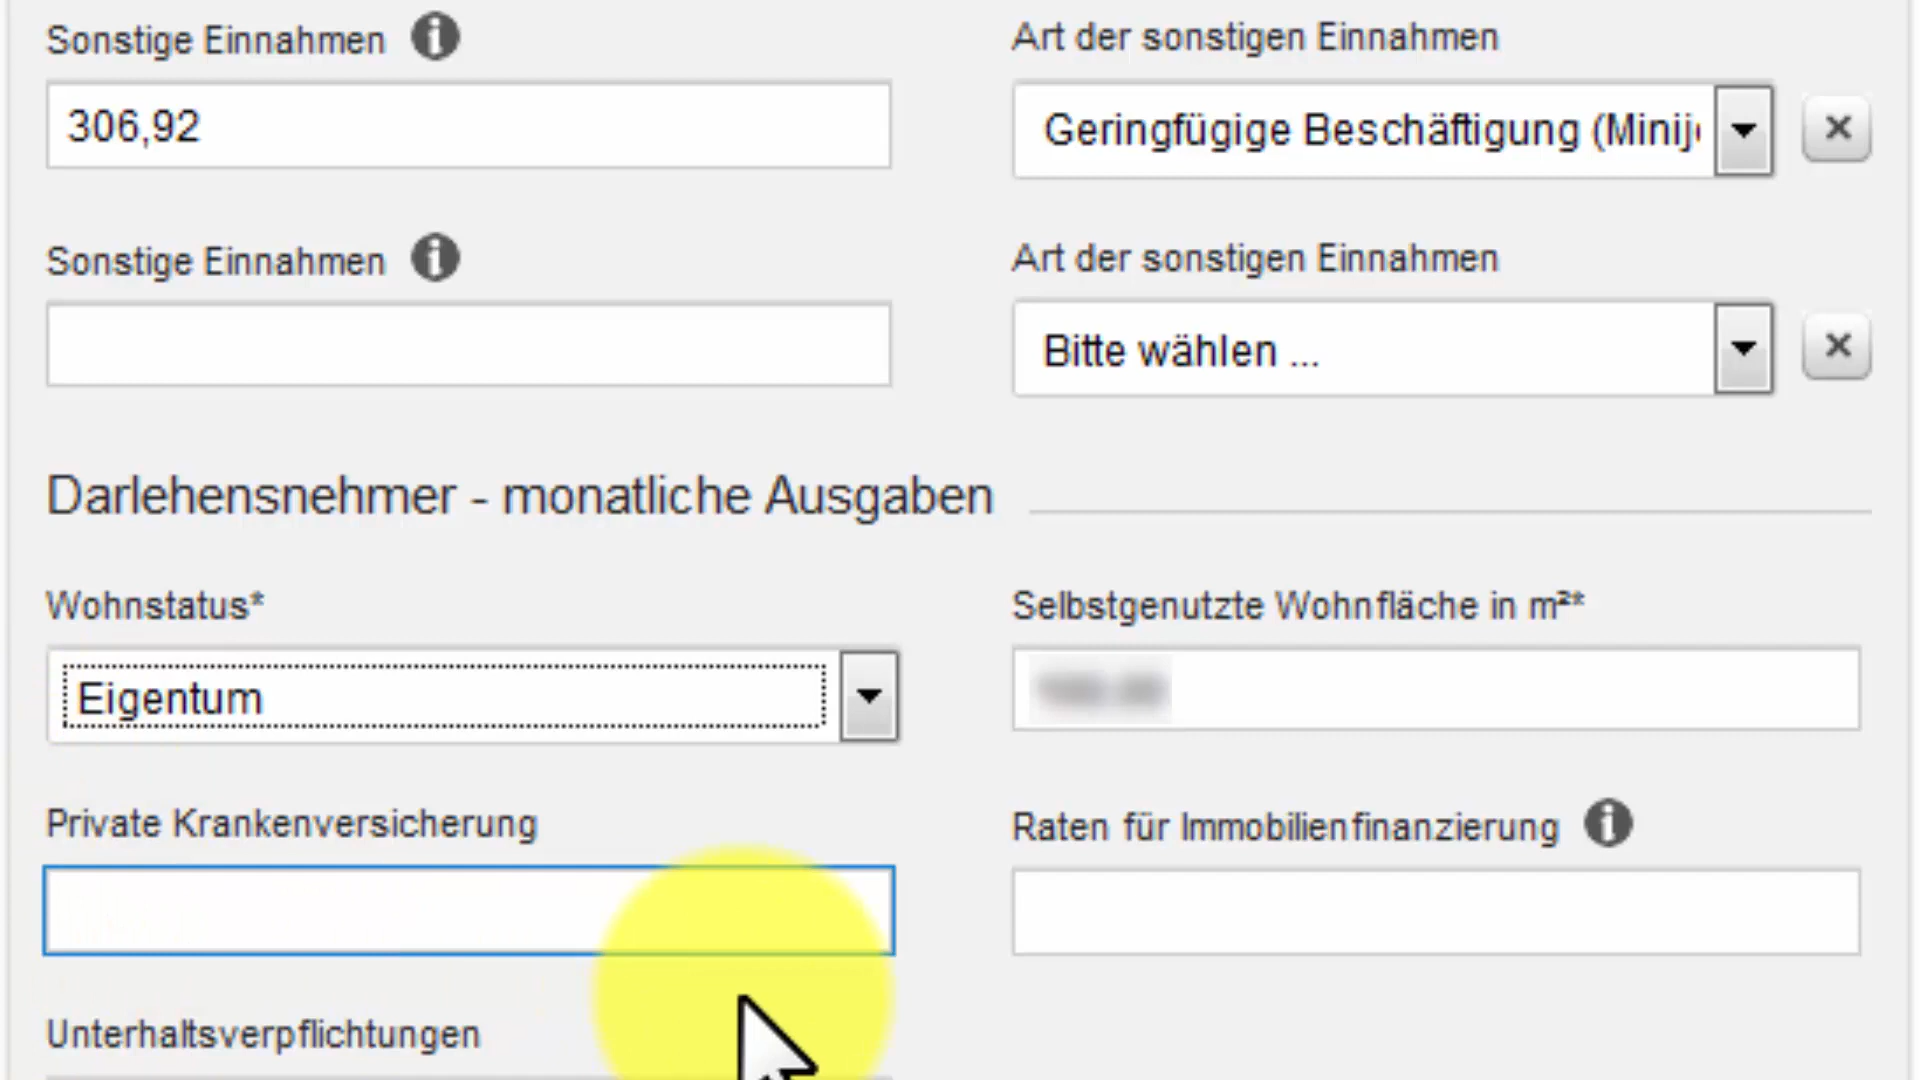 Sonstige Einnahmen
Art der sonstigen Einnahmen
306,92
Geringfügige Beschäftigung (Minij
Sonstige Einnahmen
Art der sonstigen Einnahmen
Bitte wählen ...
Darlehensnehmer - monatliche Ausgaben
Wohnstatus*
Selbstgenutzte Wohnfläche in m²*
Eigentum
Private Krankenversicherung
Raten für Immobilienfinanzierung
Unterhaltsverpflichtungen